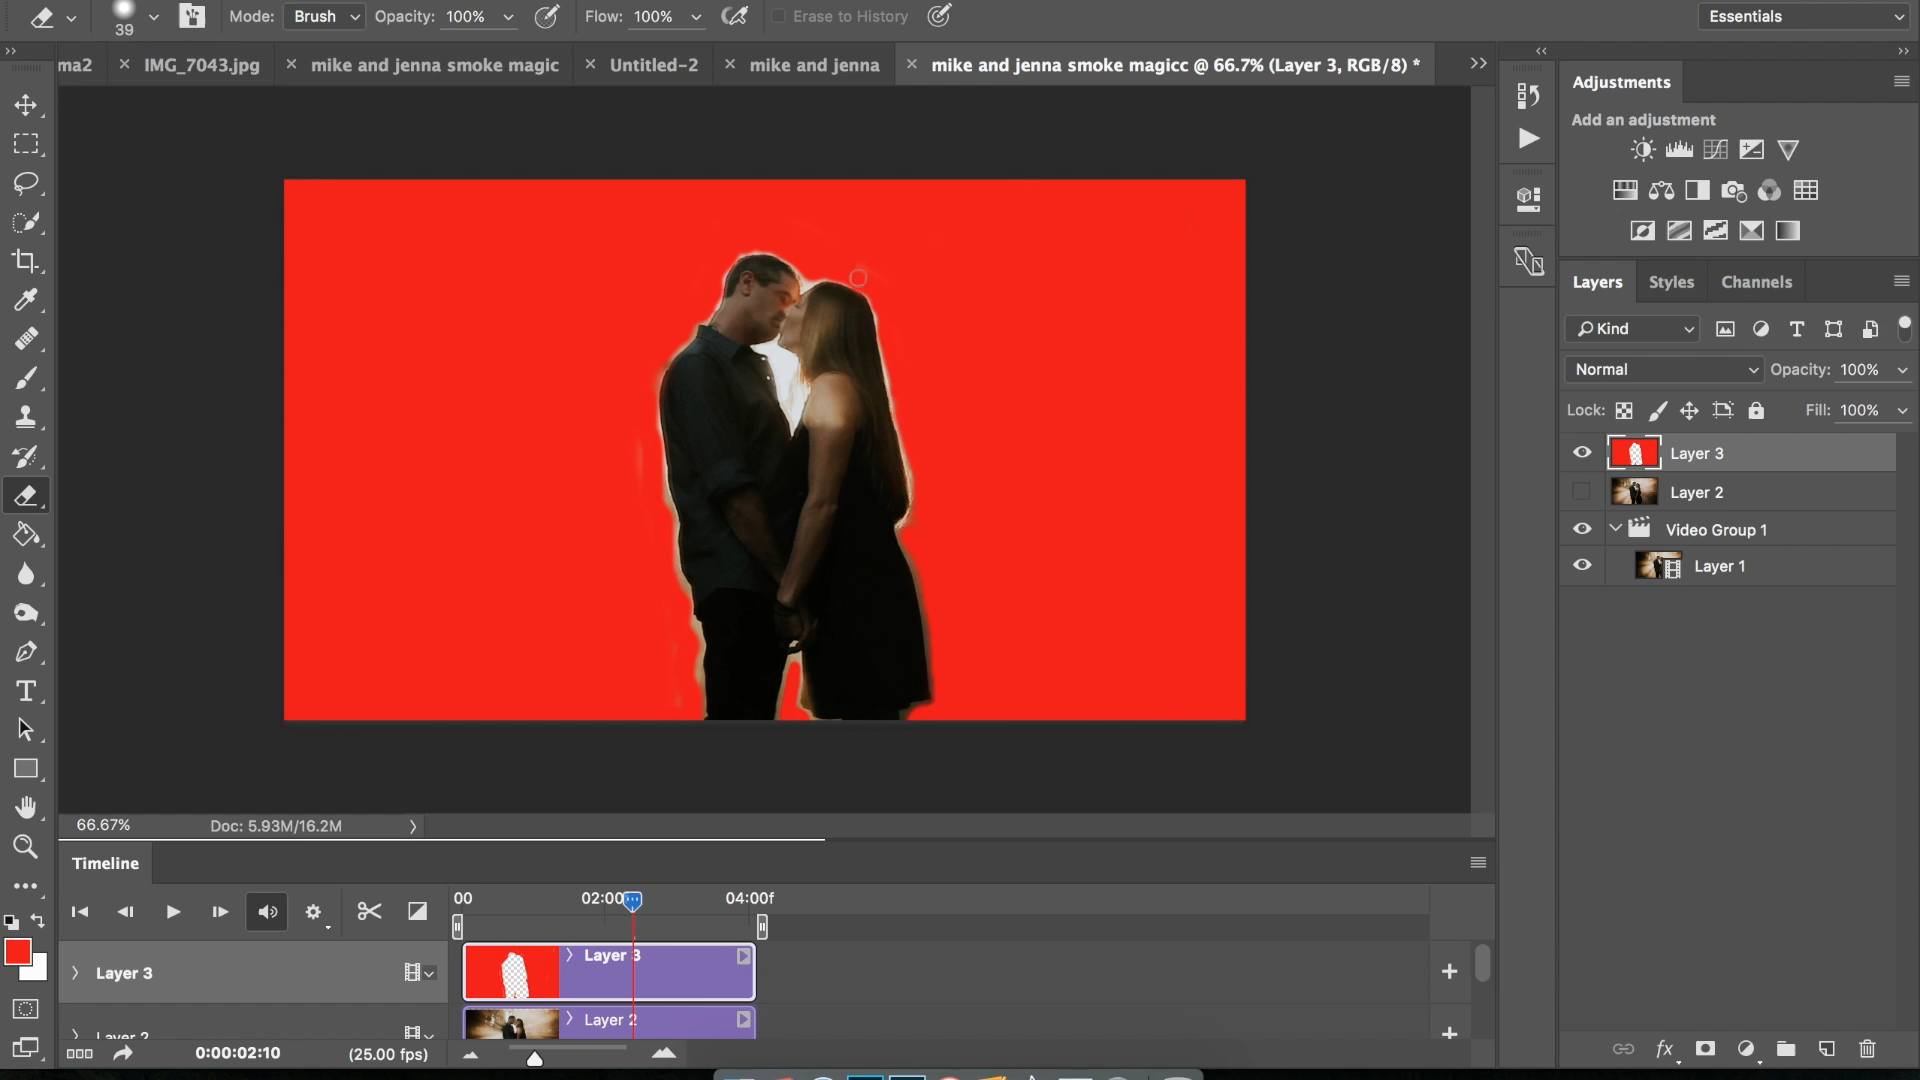 39
Mode: Brush Opacity: 100% Flow: 100% Erase to History Essentials
ma2 × IMG_7043.jpg × mike and jenna smoke magic × Untitled-2 × mike and jenna × mike and jenna smoke magicc @ 66.7% (Layer 3, RGB/8) *
Adjustments
Add an adjustment
Layers Styles Channels
Kind
Normal Opacity: 100%
Lock: Fill: 100%
Layer 3
Layer 2
Video Group 1
Layer 1
66.67% Doc: 5.93M/16.2M
Timeline
00 02:00 04:00f
Layer 3 Layer 3
Layer 2 Layer 2
0:00:02:10 (25.00 fps)
fx